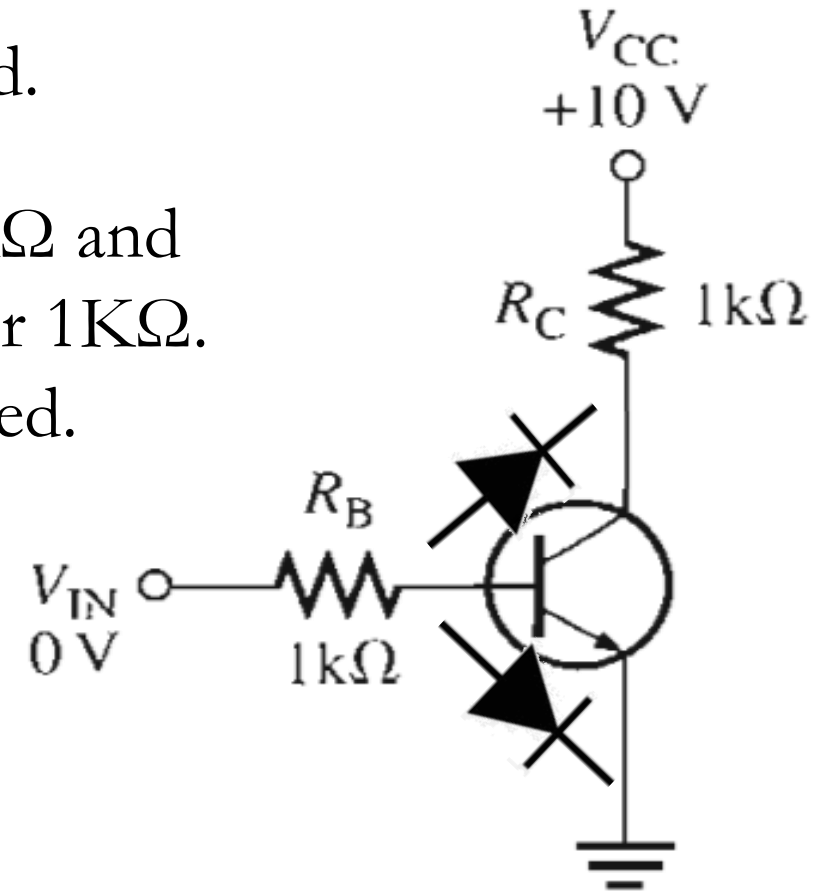 d.
Ω and
r 1KΩ.
ed.
V_CC
+10 V
R_C 1kΩ
R_B
V_IN
0 V
1kΩ